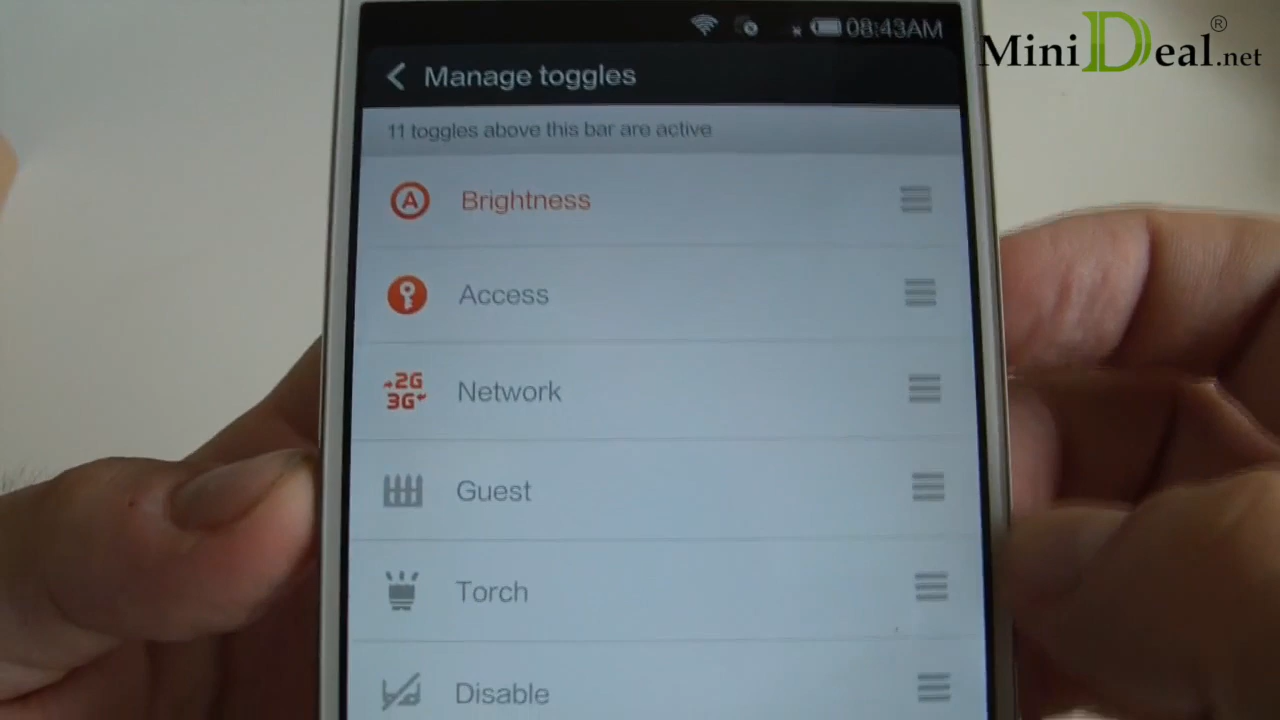 08:43AM
MiniDeal.net
®
Manage toggles
11 toggles above this bar are active
A
Brightness
Access
2G
3G
Network
Guest
Torch
Disable